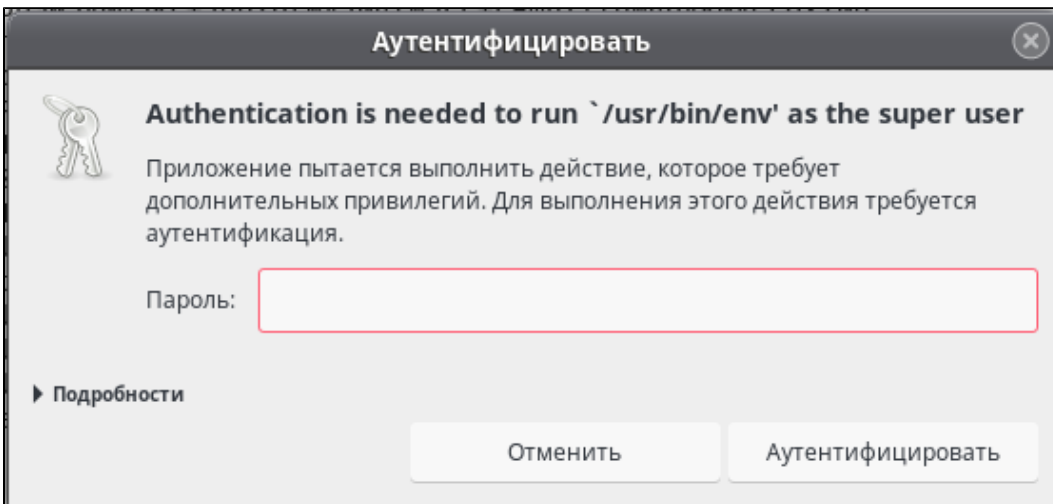 Аутентифицировать
Authentication is needed to run `/usr/bin/env' as the super user
Приложение пытается выполнить действие, которое требует
дополнительных привилегий. Для выполнения этого действия требуется
аутентификация.
Пароль:
Подробности
Отменить
Аутентифицировать